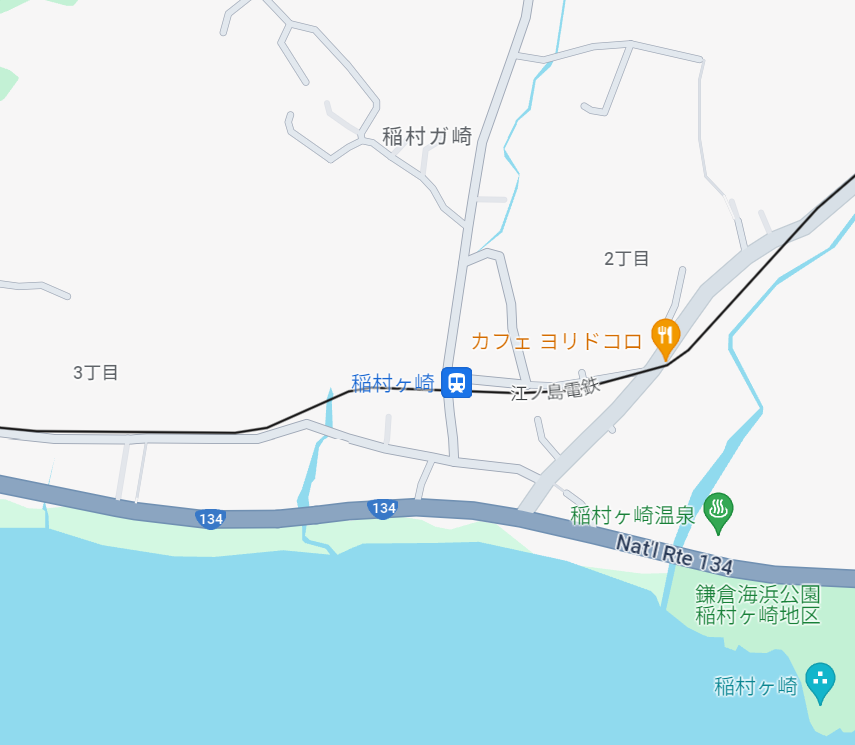 稲村ガ崎
2丁目
カフェ ヨリドコロ
3丁目
稲村ヶ崎
江ノ島電鉄
134
134
稲村ヶ崎温泉
Nat'l Rte 134
鎌倉海浜公園
稲村ヶ崎地区
稲村ヶ崎